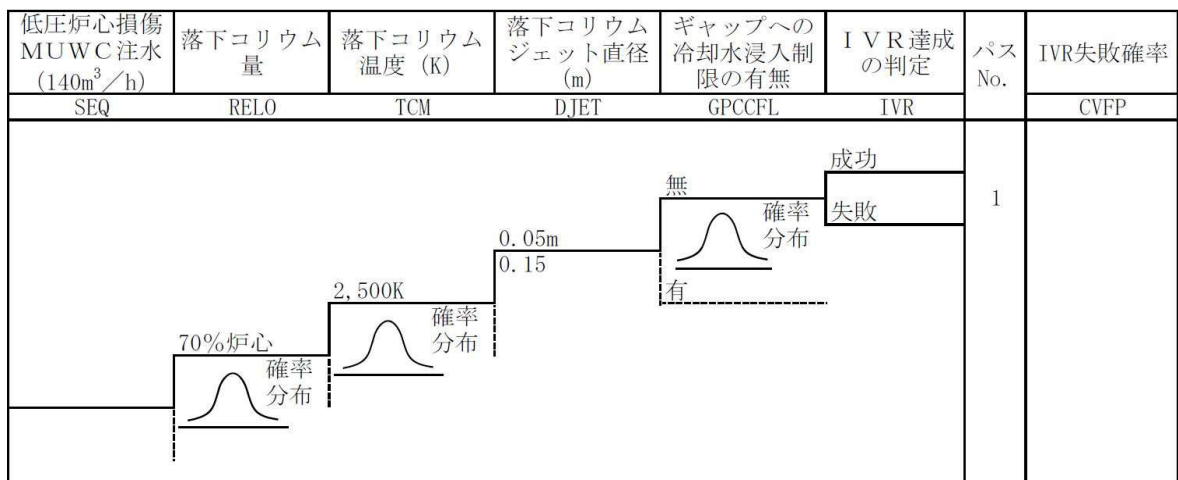 低圧炉心損傷
ＭＵＷＣ注水
(140m³／h)
落下コリウム
量
落下コリウム
温度 (K)
落下コリウム
ジェット直径
(m)
ギャップへの
冷却水浸入制
限の有無
ＩＶＲ達成
の判定
パス
No.
IVR失敗確率
SEQ
RELO
TCM
DJET
GPCCFL
IVR
CVFP
成功
無
1
確率
分布
失敗
0.05m
0.15
有
2,500K
確率
分布
70%炉心
確率
分布